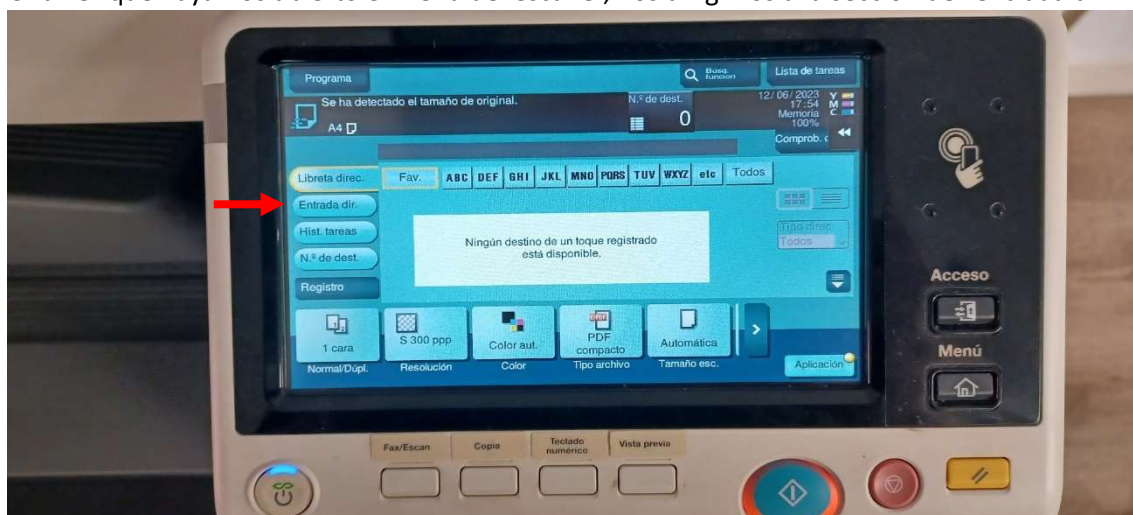 Programa
Búsq. función
Lista de tareas
Se ha detectado el tamaño de original.
N.º de dest.
12/06/2023
17:54
Memoria
100%
Y
M
C
A4
0
Comprob.
Libreta direc.
Fav.
ABC
DEF
GHI
JKL
MNO
PQRS
TUV
WXYZ
etc
Todos
Entrada dir.
Hist. tareas
N.º de dest.
Registro
Ningún destino de un toque registrado
está disponible.
Tipo direc.
Todos
1 cara
S 300 ppp
Color aut.
PDF
compacto
Automática
Normal/Dúpl.
Resolución
Color
Tipo archivo
Tamaño esc.
Aplicación
Acceso
Menú
Fax/Escan
Copia
Teclado
numérico
Vista previa